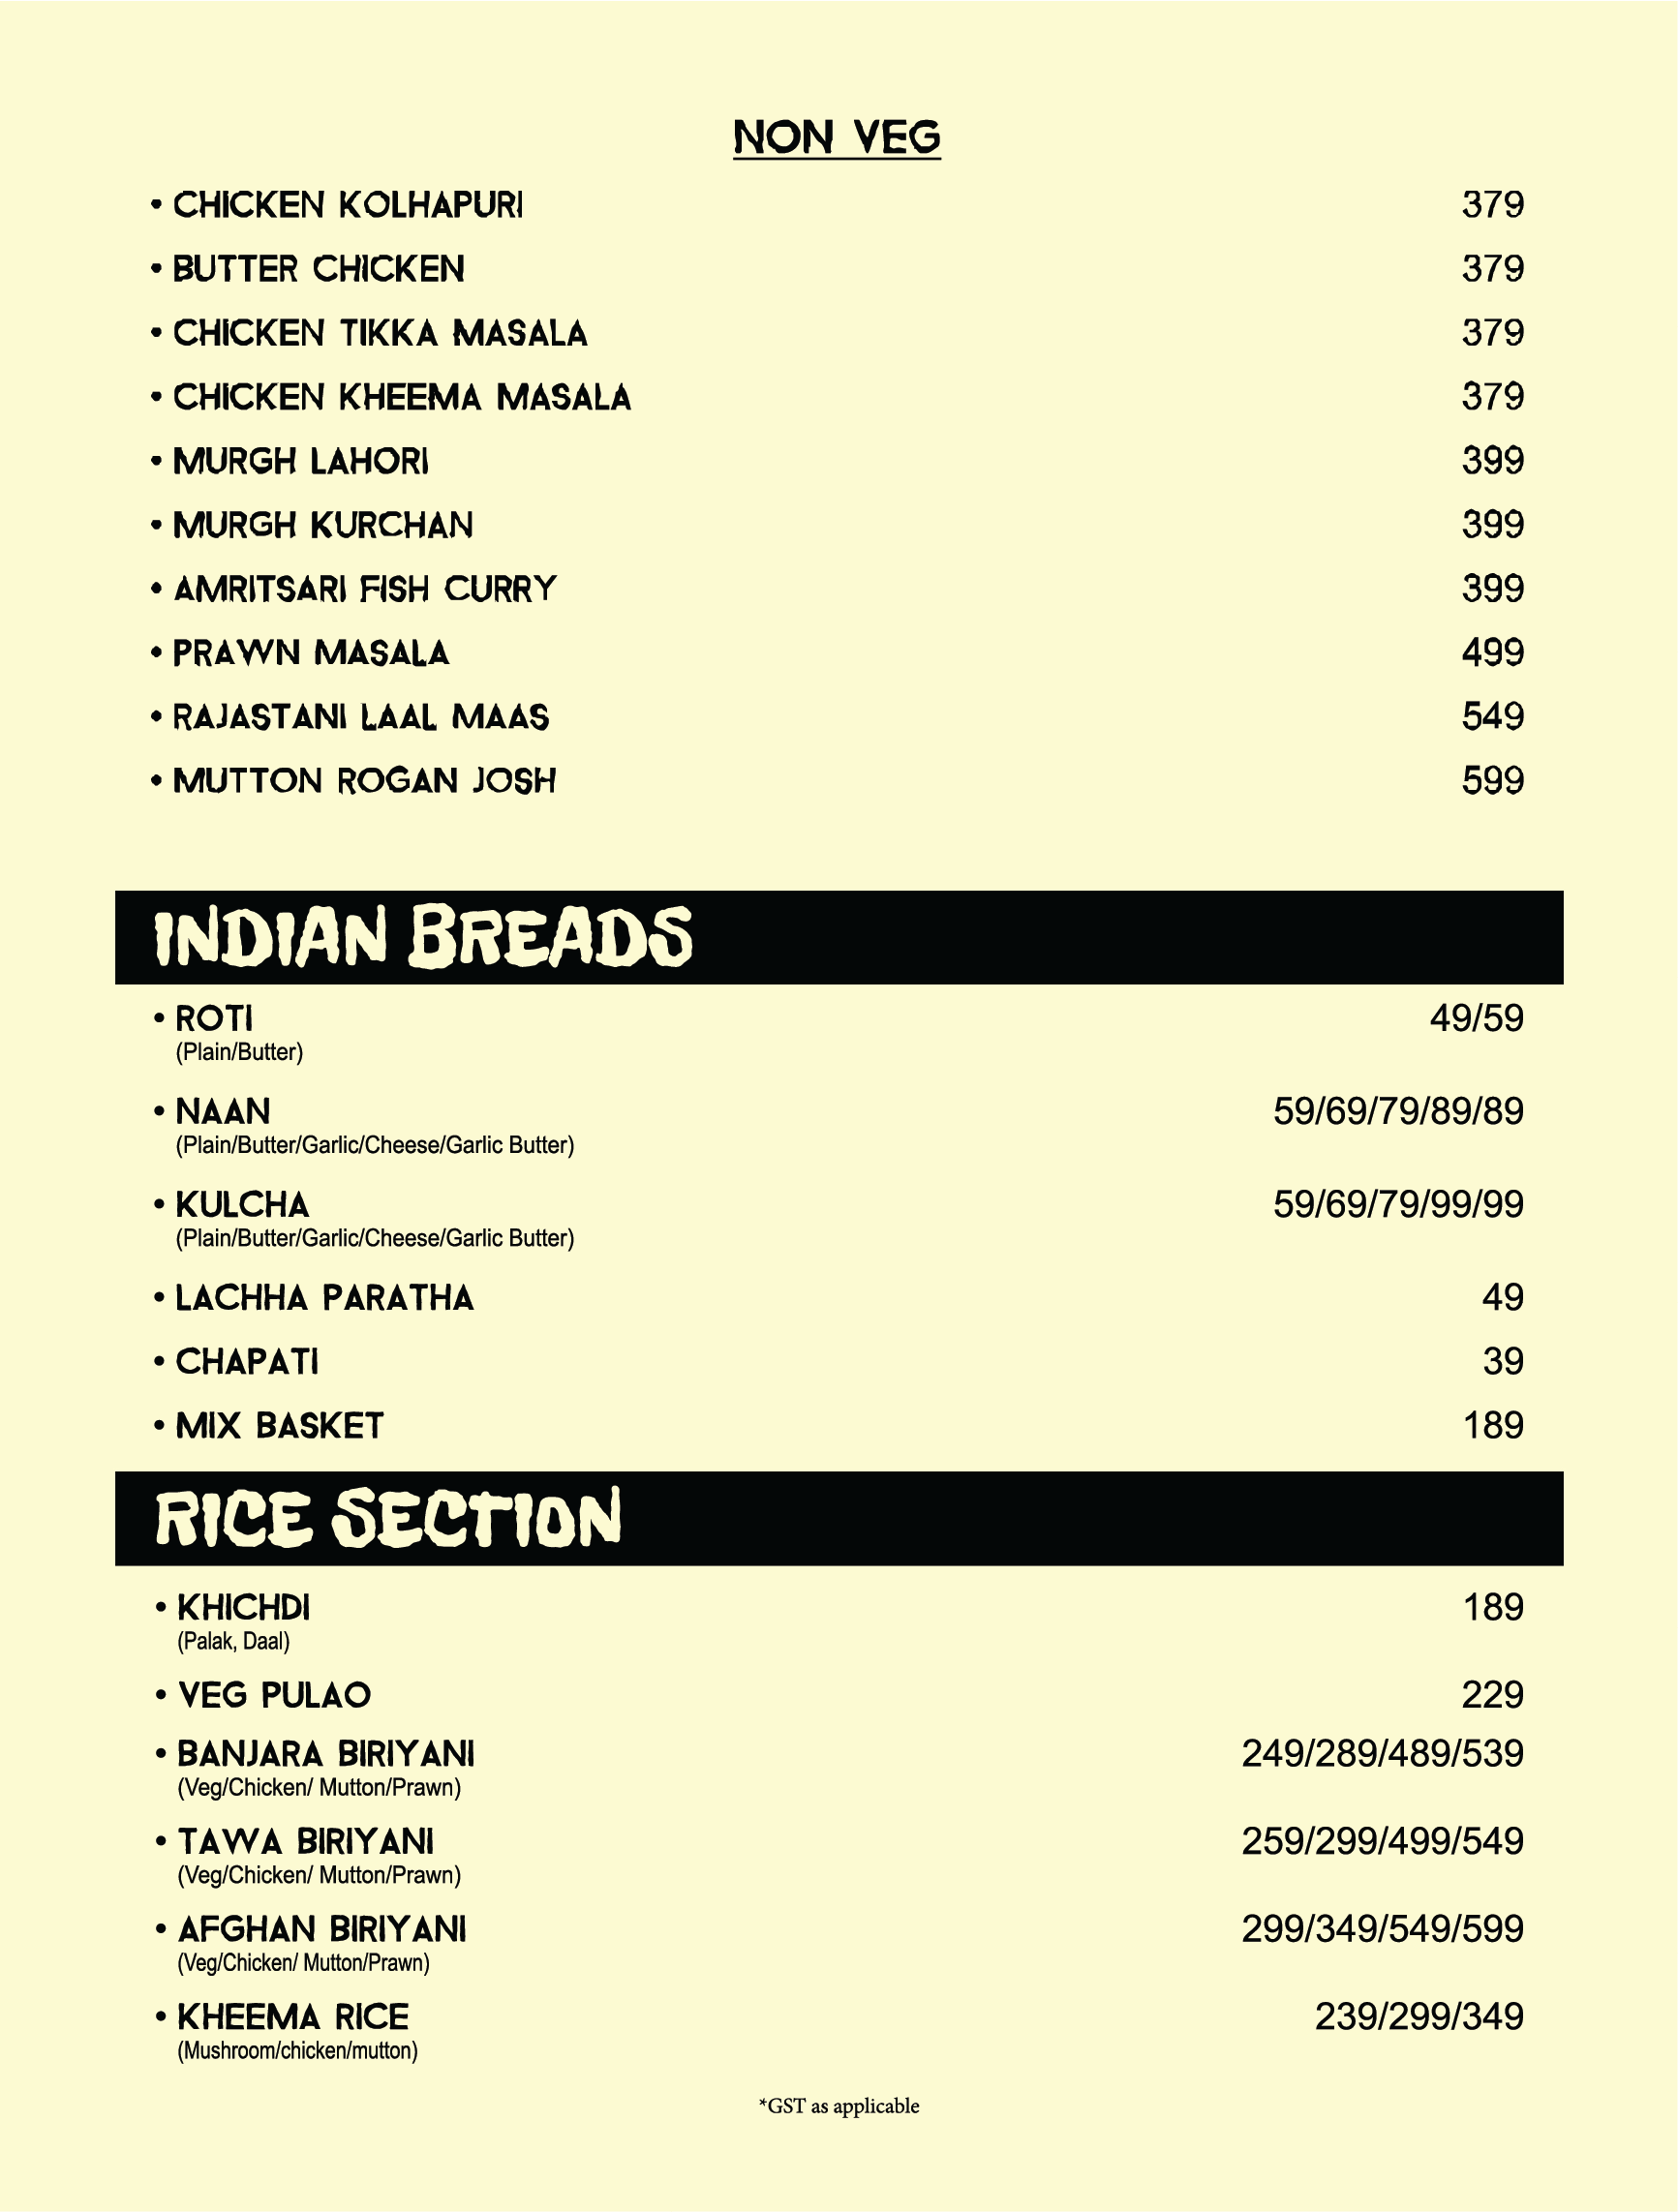 NON VEG
• CHICKEN KOLHAPURI 379
• BUTTER CHICKEN 379
• CHICKEN TIKKA MASALA 379
• CHICKEN KHEEMA MASALA 379
• MURGH LAHORI 399
• MURGH KURCHAN 399
• AMRITSARI FISH CURRY 399
• PRAWN MASALA 499
• RAJASTANI LAAL MAAS 549
• MUTTON ROGAN JOSH 599
INDIAN BREADS
• ROTI 49/59
(Plain/Butter)
• NAAN 59/69/79/89/89
(Plain/Butter/Garlic/Cheese/Garlic Butter)
• KULCHA 59/69/79/99/99
(Plain/Butter/Garlic/Cheese/Garlic Butter)
• LACHHA PARATHA 49
• CHAPATI 39
• MIX BASKET 189
RICE SECTION
• KHICHDI 189
(Palak, Daal)
• VEG PULAO 229
• BANJARA BIRIYANI 249/289/489/539
(Veg/Chicken/ Mutton/Prawn)
• TAWA BIRIYANI 259/299/499/549
(Veg/Chicken/ Mutton/Prawn)
• AFGHAN BIRIYANI 299/349/549/599
(Veg/Chicken/ Mutton/Prawn)
• KHEEMA RICE 239/299/349
(Mushroom/chicken/mutton)
*GST as applicable